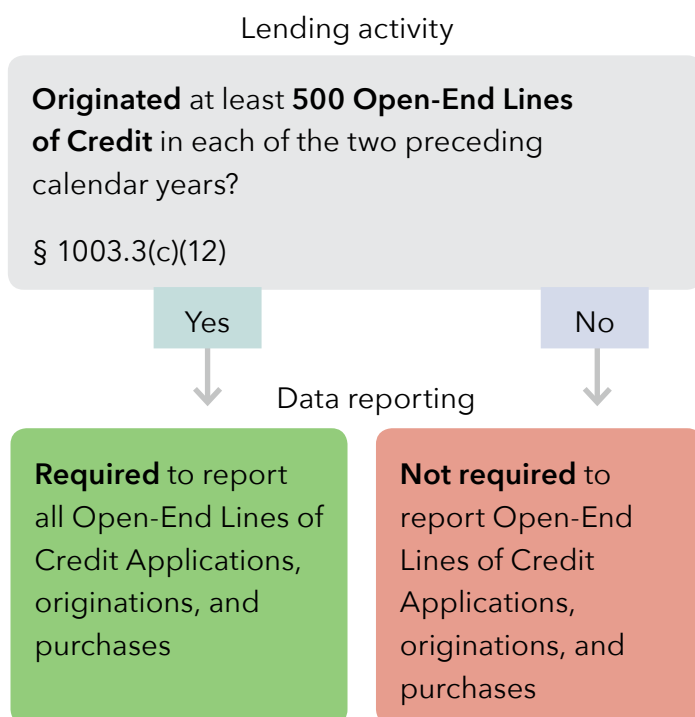 Lending activity
Originated at least 500 Open-End Lines
of Credit in each of the two preceding
calendar years?
§ 1003.3(c)(12)
Yes
No
Data reporting
Required to report
all Open-End Lines of
Credit Applications,
originations, and
purchases
Not required to
report Open-End
Lines of Credit
Applications,
originations, and
purchases